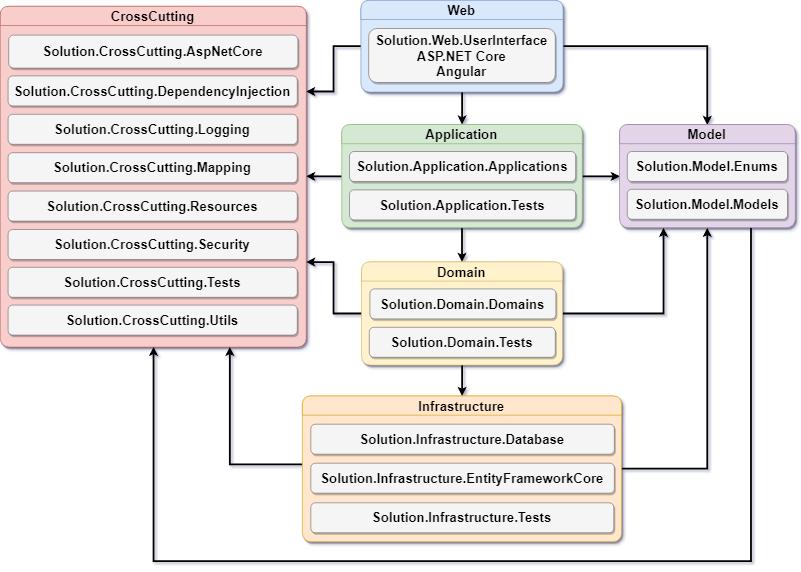 CrossCutting
Solution.CrossCutting.AspNetCore
Solution.CrossCutting.DependencyInjection
Solution.CrossCutting.Logging
Solution.CrossCutting.Mapping
Solution.CrossCutting.Resources
Solution.CrossCutting.Security
Solution.CrossCutting.Tests
Solution.CrossCutting.Utils
Web
Solution.Web.UserInterface
ASP.NET Core
Angular
Application
Solution.Application.Applications
Solution.Application.Tests
Model
Solution.Model.Enums
Solution.Model.Models
Domain
Solution.Domain.Domains
Solution.Domain.Tests
Infrastructure
Solution.Infrastructure.Database
Solution.Infrastructure.EntityFrameworkCore
Solution.Infrastructure.Tests